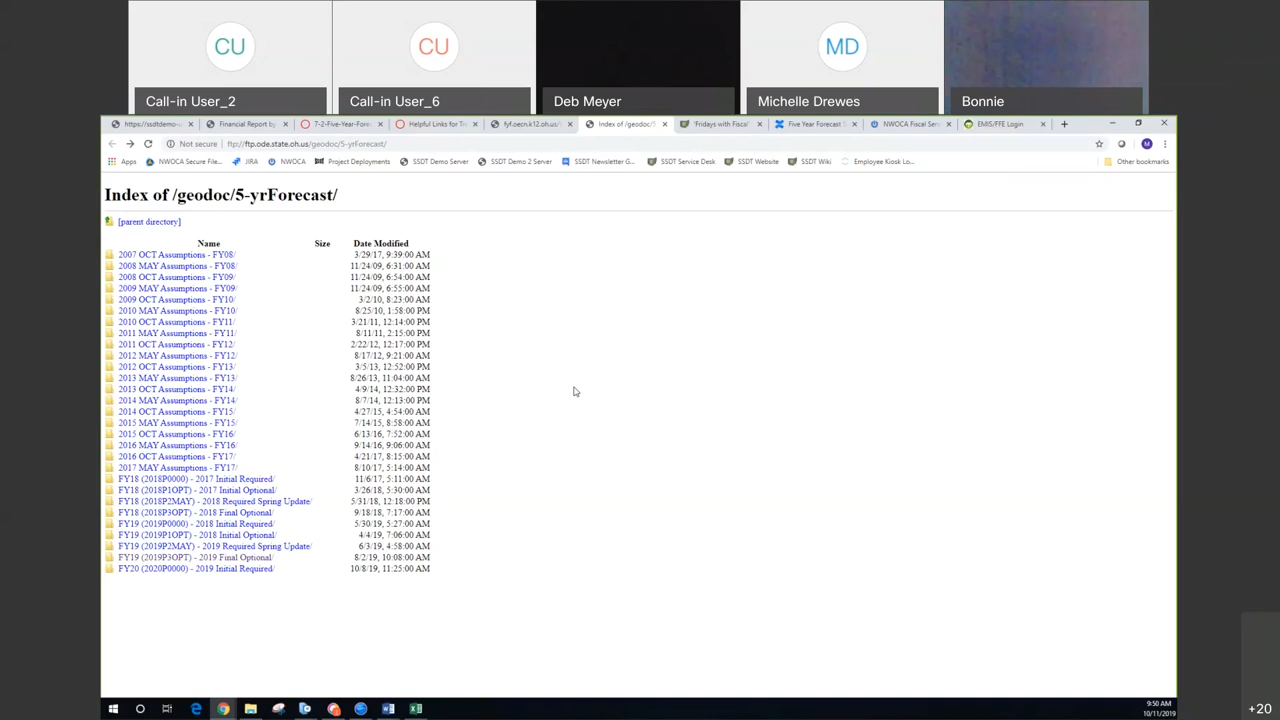 CU
CU
MD
Call-in User_2
Call-in User_6
Deb Meyer
Michelle Drewes
Bonnie
https://ssdtdemo-
Financial Report by
7-2-Five-Year-Fore
Helpful Links for Tr
fyf.oecn.k12.oh.us/
Index of /geodoc/5
'Fridays with Fiscal'
Five Year Forecast
NWOCA Fiscal Serv
EMIS/FFE Login
Not secure
ftp://ftp.ode.state.oh.us/geodoc/5-yrForecast/
M
Apps
NWOCA Secure File...
JIRA
NWOCA
Project Deployments
SSDT Demo Server
SSDT Demo 2 Server
SSDT Newsletter G...
SSDT Service Desk
SSDT Website
SSDT Wiki
Employee Kiosk Lo...
Other bookmarks
Index of /geodoc/5-yrForecast/
[parent directory]
Name Size Date Modified
2007 OCT Assumptions - FY08/ 3/29/17, 9:39:00 AM
2008 MAY Assumptions - FY08/ 11/24/09, 6:31:00 AM
2008 OCT Assumptions - FY09/ 11/24/09, 6:54:00 AM
2009 MAY Assumptions - FY09/ 11/24/09, 6:55:00 AM
2009 OCT Assumptions - FY10/ 3/2/10, 8:23:00 AM
2010 MAY Assumptions - FY10/ 8/25/10, 1:58:00 PM
2010 OCT Assumptions - FY11/ 3/21/11, 12:14:00 PM
2011 MAY Assumptions - FY11/ 8/11/11, 2:15:00 PM
2011 OCT Assumptions - FY12/ 2/22/12, 12:17:00 PM
2012 MAY Assumptions - FY12/ 8/17/12, 9:21:00 AM
2012 OCT Assumptions - FY13/ 3/5/13, 12:52:00 PM
2013 MAY Assumptions - FY13/ 8/26/13, 11:04:00 AM
2013 OCT Assumptions - FY14/ 4/9/14, 12:32:00 PM
2014 MAY Assumptions - FY14/ 8/7/14, 12:13:00 PM
2014 OCT Assumptions - FY15/ 4/27/15, 4:54:00 AM
2015 MAY Assumptions - FY15/ 7/14/15, 8:58:00 AM
2015 OCT Assumptions - FY16/ 6/13/16, 7:52:00 AM
2016 MAY Assumptions - FY16/ 9/14/16, 9:06:00 AM
2016 OCT Assumptions - FY17/ 4/21/17, 8:15:00 AM
2017 MAY Assumptions - FY17/ 8/10/17, 5:14:00 AM
FY18 (2018P0000) - 2017 Initial Required/ 11/6/17, 5:11:00 AM
FY18 (2018P1OPT) - 2017 Initial Optional/ 3/26/18, 5:30:00 AM
FY18 (2018P2MAY) - 2018 Required Spring Update/ 5/31/18, 12:18:00 PM
FY18 (2018P3OPT) - 2018 Final Optional/ 9/18/18, 7:17:00 AM
FY19 (2019P0000) - 2018 Initial Required/ 5/30/19, 5:27:00 AM
FY19 (2019P1OPT) - 2018 Initial Optional/ 4/4/19, 7:06:00 AM
FY19 (2019P2MAY) - 2019 Required Spring Update/ 6/3/19, 4:58:00 AM
FY19 (2019P3OPT) - 2019 Final Optional/ 8/2/19, 10:08:00 AM
FY20 (2020P0000) - 2019 Initial Required/ 10/8/19, 11:25:00 AM
9:50 AM
10/11/2019
+20